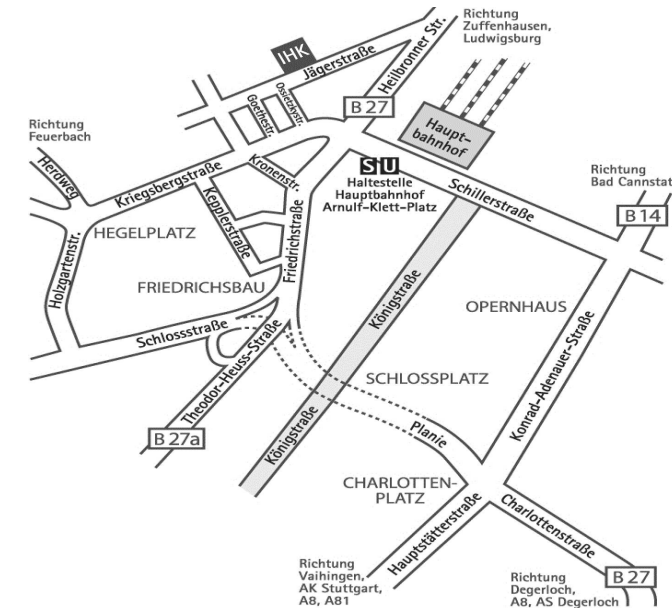 Richtung
Zuffenhausen,
Ludwigsburg
IHK
Jägerstraße
Heilbronner Str.
B 27
Goethestr.
Ossietzkystr.
Haupt-
bahnhof
Richtung
Feuerbach
Herdweg
Kriegsbergstraße
Kronenstr.
S U
Haltestelle
Hauptbahnhof
Arnulf-Klett-Platz
Schillerstraße
Richtung
Bad Cannstat
B 14
Kepplerstraße
HEGELPLATZ
Holzgartenstr.
Friedrichstraße
FRIEDRICHSBAU
Königstraße
OPERNHAUS
Schlossstraße
Theodor-Heuss-Straße
Konrad-Adenauer-Straße
SCHLOSSPLATZ
Königstraße
Planie
B 27a
CHARLOTTEN-
PLATZ
Hauptstätterstraße
Charlottenstraße
Richtung
Vaihingen,
AK Stuttgart,
A8, A81
B 27
Richtung
Degerloch,
A8, AS Degerloch